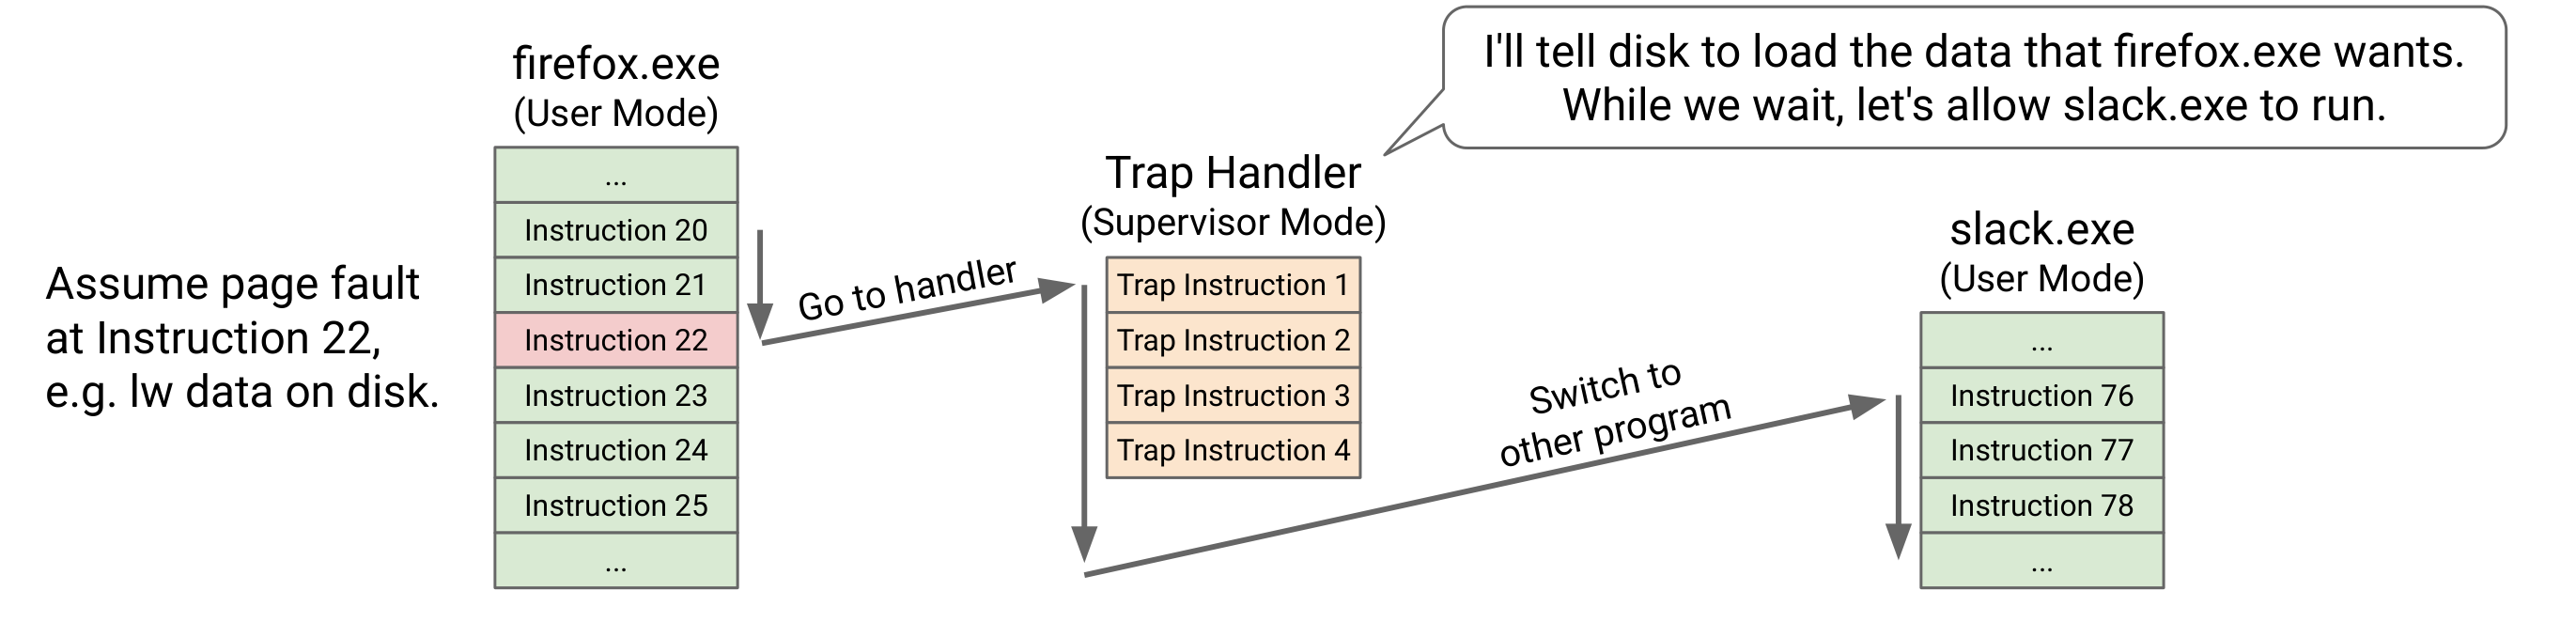 I'll tell disk to load the data that firefox.exe wants.
While we wait, let's allow slack.exe to run.
firefox.exe
(User Mode)
...
Instruction 20
Instruction 21
Instruction 22
Instruction 23
Instruction 24
Instruction 25
...
Assume page fault
at Instruction 22,
e.g. lw data on disk.
Go to handler
Trap Handler
(Supervisor Mode)
Trap Instruction 1
Trap Instruction 2
Trap Instruction 3
Trap Instruction 4
Switch to
other program
slack.exe
(User Mode)
...
Instruction 76
Instruction 77
Instruction 78
...